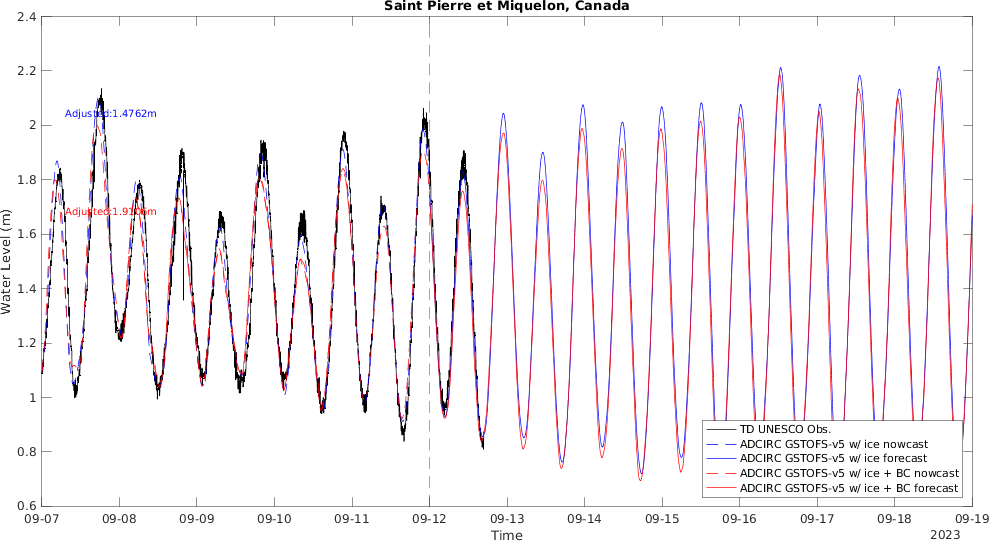 Saint Pierre et Miquelon, Canada
2.4
2.2
2
1.8
1.6
1.4
1.2
1
0.8
0.6
Water Level (m)
Adjusted:1.4762m
Adjusted:1.9106m
TD UNESCO Obs.
ADCIRC GSTOFS-v5 w/ ice nowcast
ADCIRC GSTOFS-v5 w/ ice forecast
ADCIRC GSTOFS-v5 w/ ice + BC nowcast
ADCIRC GSTOFS-v5 w/ ice + BC forecast
09-07 09-08 09-09 09-10 09-11 09-12 09-13 09-14 09-15 09-16 09-17 09-18 09-19
Time
2023